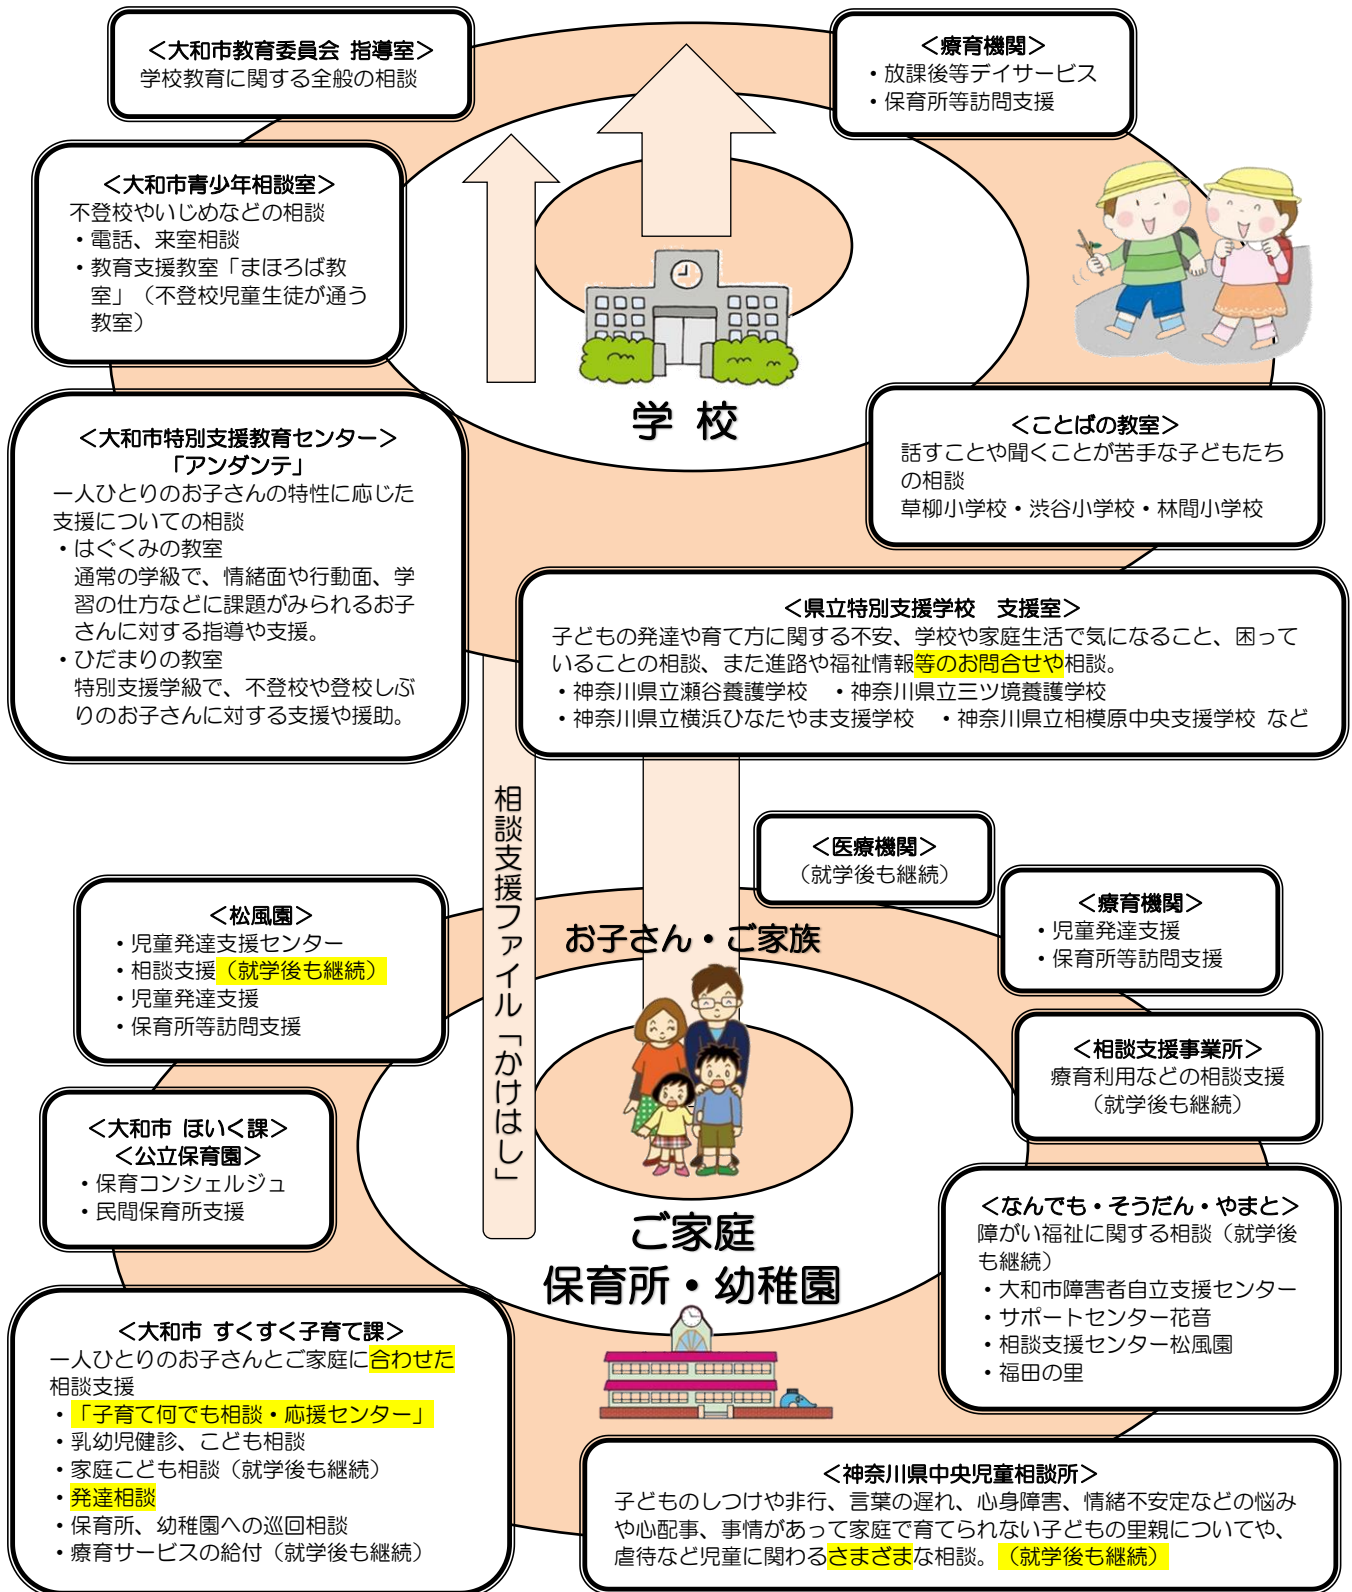 ＜大和市教育委員会 指導室＞
学校教育に関する全般の相談
＜療育機関＞
・放課後等デイサービス
・保育所等訪問支援
＜大和市青少年相談室＞
不登校やいじめなどの相談
・電話、来室相談
・教育支援教室「まほろば教
室」（不登校児童生徒が通う
教室）
学 校
＜大和市特別支援教育センター＞
「アンダンテ」
一人ひとりのお子さんの特性に応じた
支援についての相談
・はぐくみの教室
通常の学級で、情緒面や行動面、学
習の仕方などに課題がみられるお子
さんに対する指導や支援。
・ひだまりの教室
特別支援学級で、不登校や登校しぶ
りのお子さんに対する支援や援助。
＜ことばの教室＞
話すことや聞くことが苦手な子どもたち
の相談
草柳小学校・渋谷小学校・林間小学校
＜県立特別支援学校　支援室＞
子どもの発達や育て方に関する不安、学校や家庭生活で気になること、困って
いることの相談、また進路や福祉情報等のお問合せや相談。
・神奈川県立瀬谷養護学校　・神奈川県立三ツ境養護学校
・神奈川県立横浜ひなたやま支援学校　・神奈川県立相模原中央支援学校 など
相談支援ファイル「かけはし」
＜医療機関＞
（就学後も継続）
＜松風園＞
・児童発達支援センター
・相談支援（就学後も継続）
・児童発達支援
・保育所等訪問支援
お子さん・ご家族
＜療育機関＞
・児童発達支援
・保育所等訪問支援
＜相談支援事業所＞
療育利用などの相談支援
（就学後も継続）
＜大和市 ほいく課＞
＜公立保育園＞
・保育コンシェルジュ
・民間保育所支援
ご家庭
保育所・幼稚園
＜なんでも・そうだん・やまと＞
障がい福祉に関する相談（就学後
も継続）
・大和市障害者自立支援センター
・サポートセンター花音
・相談支援センター松風園
・福田の里
＜大和市 すくすく子育て課＞
一人ひとりのお子さんとご家庭に合わせた
相談支援
・「子育て何でも相談・応援センター」
・乳幼児健診、こども相談
・家庭こども相談（就学後も継続）
・発達相談
・保育所、幼稚園への巡回相談
・療育サービスの給付（就学後も継続）
＜神奈川県中央児童相談所＞
子どものしつけや非行、言葉の遅れ、心身障害、情緒不安定などの悩み
や心配事、事情があって家庭で育てられない子どもの里親についてや、
虐待など児童に関わるさまざまな相談。（就学後も継続）